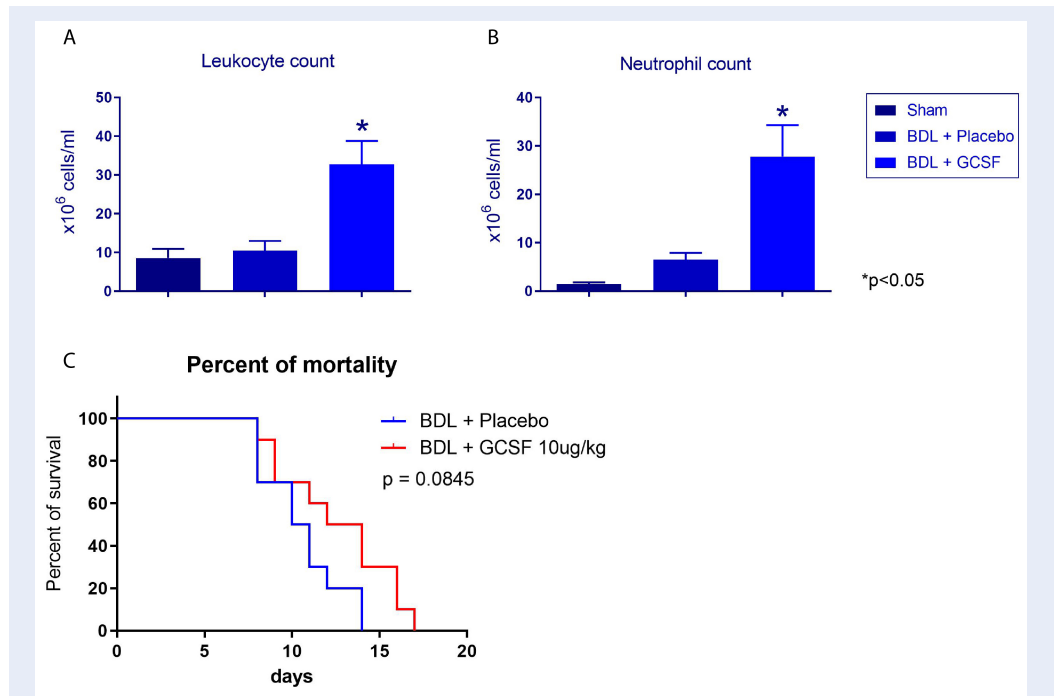 A
Leukocyte count
50
40
30
20
10
0
x10⁶ cells/ml
*
B
Neutrophil count
40
30
20
10
0
x10⁶ cells/ml
*
Sham
BDL + Placebo
BDL + GCSF
*p<0.05
C
Percent of mortality
BDL + Placebo
BDL + GCSF 10ug/kg
p = 0.0845
Percent of survival
100
80
60
40
20
0
0 5 10 15 20
days